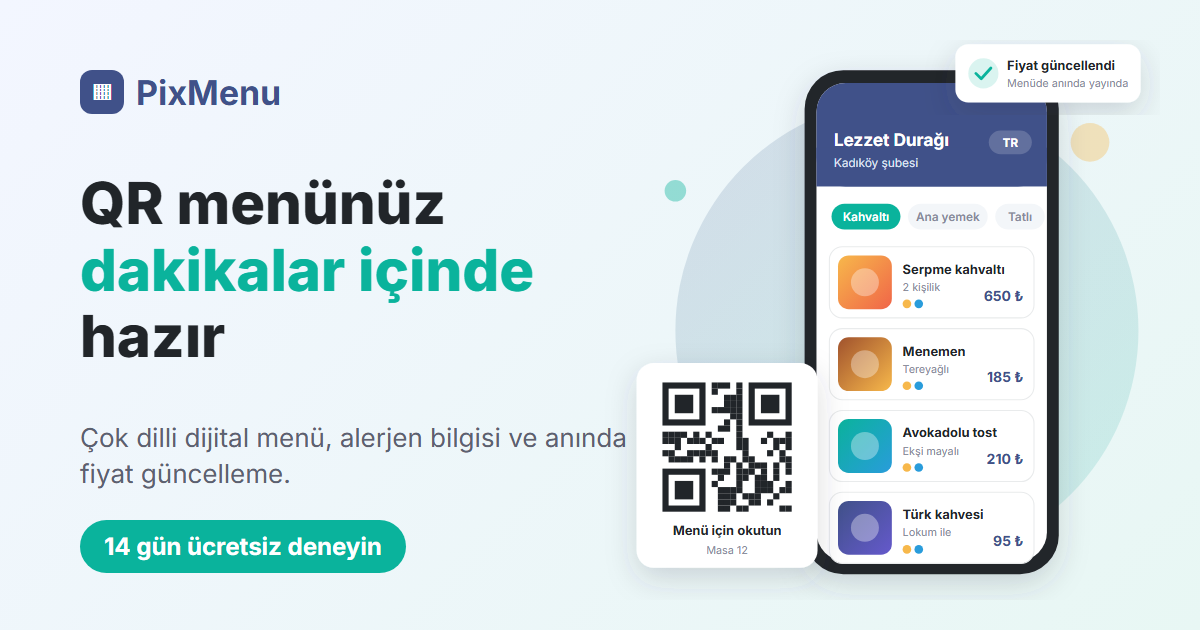 PixMenu
QR menünüz
dakikalar içinde
hazır
Çok dilli dijital menü, alerjen bilgisi ve anında
fiyat güncelleme.
14 gün ücretsiz deneyin
Menü için okutun
Masa 12
Fiyat güncellendi
Menüde anında yayında
Lezzet Durağı
TR
Kadıköy şubesi
Kahvaltı
Ana yemek
Tatlı
Serpme kahvaltı
2 kişilik
650 ₺
Menemen
Tereyağlı
185 ₺
Avokadolu tost
Ekşi mayalı
210 ₺
Türk kahvesi
Lokum ile
95 ₺